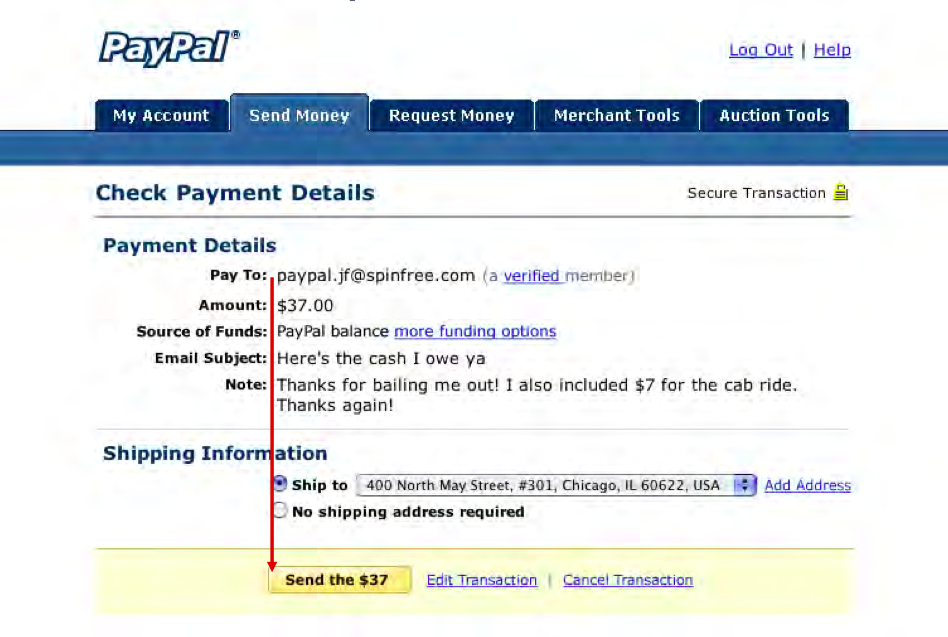 PayPal®
Log Out | Help
My Account Send Money Request Money Merchant Tools Auction Tools
Check Payment Details Secure Transaction
Payment Details
Pay To: paypal.jf@spinfree.com (a verified member)
Amount: $37.00
Source of Funds: PayPal balance more funding options
Email Subject: Here's the cash I owe ya
Note: Thanks for bailing me out! I also included $7 for the cab ride.
Thanks again!
Shipping Information
Ship to 400 North May Street, #301, Chicago, IL 60622, USA Add Address
No shipping address required
Send the $37 Edit Transaction | Cancel Transaction